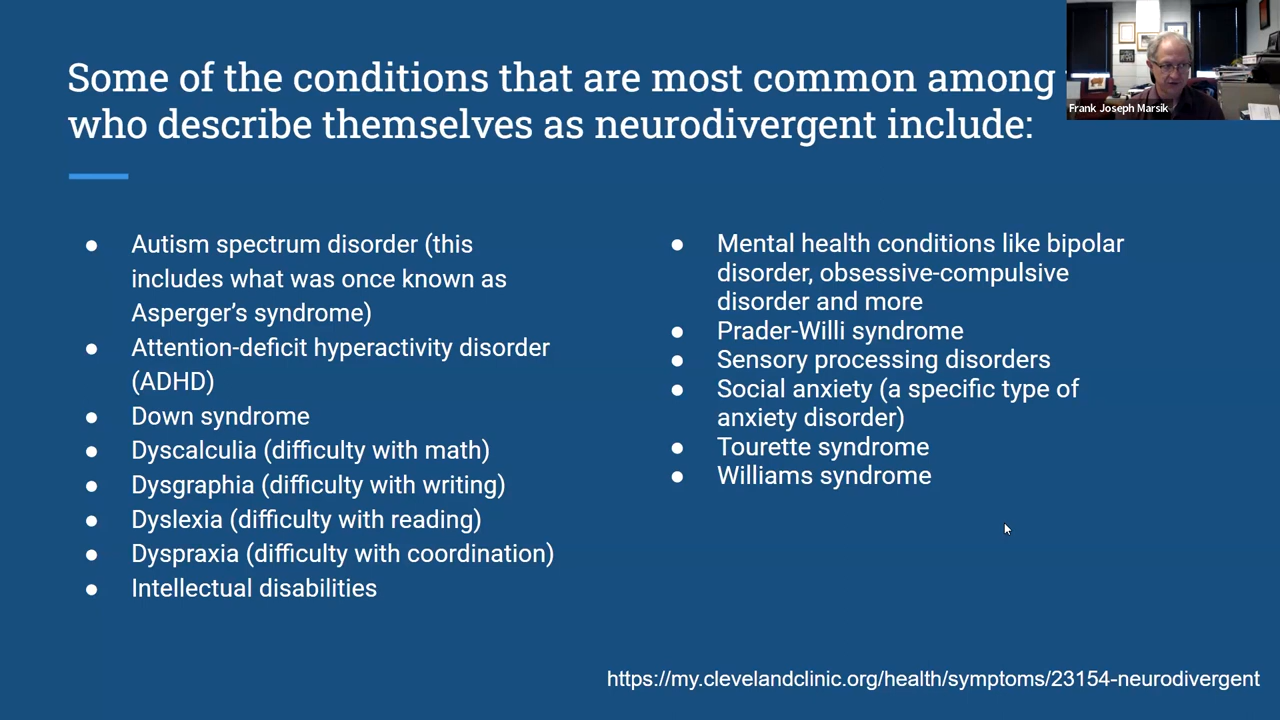 Some of the conditions that are most common among
who describe themselves as neurodivergent include:
Frank Joseph Marsik
● Autism spectrum disorder (this
includes what was once known as
Asperger’s syndrome)
● Attention-deficit hyperactivity disorder
(ADHD)
● Down syndrome
● Dyscalculia (difficulty with math)
● Dysgraphia (difficulty with writing)
● Dyslexia (difficulty with reading)
● Dyspraxia (difficulty with coordination)
● Intellectual disabilities
● Mental health conditions like bipolar
disorder, obsessive-compulsive
disorder and more
● Prader-Willi syndrome
● Sensory processing disorders
● Social anxiety (a specific type of
anxiety disorder)
● Tourette syndrome
● Williams syndrome
https://my.clevelandclinic.org/health/symptoms/23154-neurodivergent